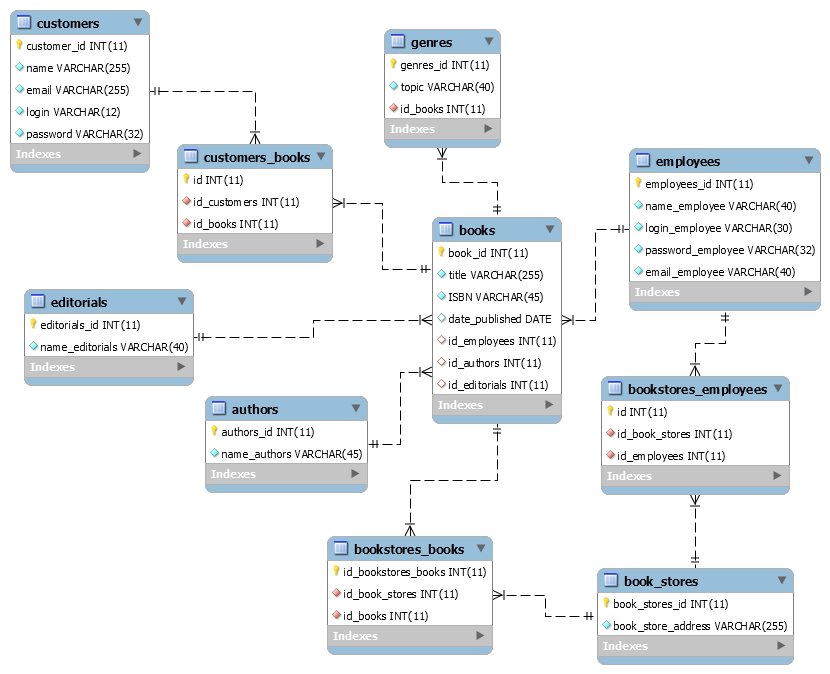 customers
customer_id INT(11)
name VARCHAR(255)
email VARCHAR(255)
login VARCHAR(12)
password VARCHAR(32)
Indexes
genres
genres_id INT(11)
topic VARCHAR(40)
id_books INT(11)
Indexes
customers_books
id INT(11)
id_customers INT(11)
id_books INT(11)
Indexes
employees
employees_id INT(11)
name_employee VARCHAR(40)
login_employee VARCHAR(30)
password_employee VARCHAR(32)
email_employee VARCHAR(40)
Indexes
books
book_id INT(11)
title VARCHAR(255)
ISBN VARCHAR(45)
date_published DATE
id_employees INT(11)
id_authors INT(11)
id_editorials INT(11)
Indexes
editorials
editorials_id INT(11)
name_editorials VARCHAR(40)
Indexes
authors
authors_id INT(11)
name_authors VARCHAR(45)
Indexes
bookstores_employees
id INT(11)
id_book_stores INT(11)
id_employees INT(11)
Indexes
bookstores_books
id_bookstores_books INT(11)
id_book_stores INT(11)
id_books INT(11)
Indexes
book_stores
book_stores_id INT(11)
book_store_address VARCHAR(255)
Indexes